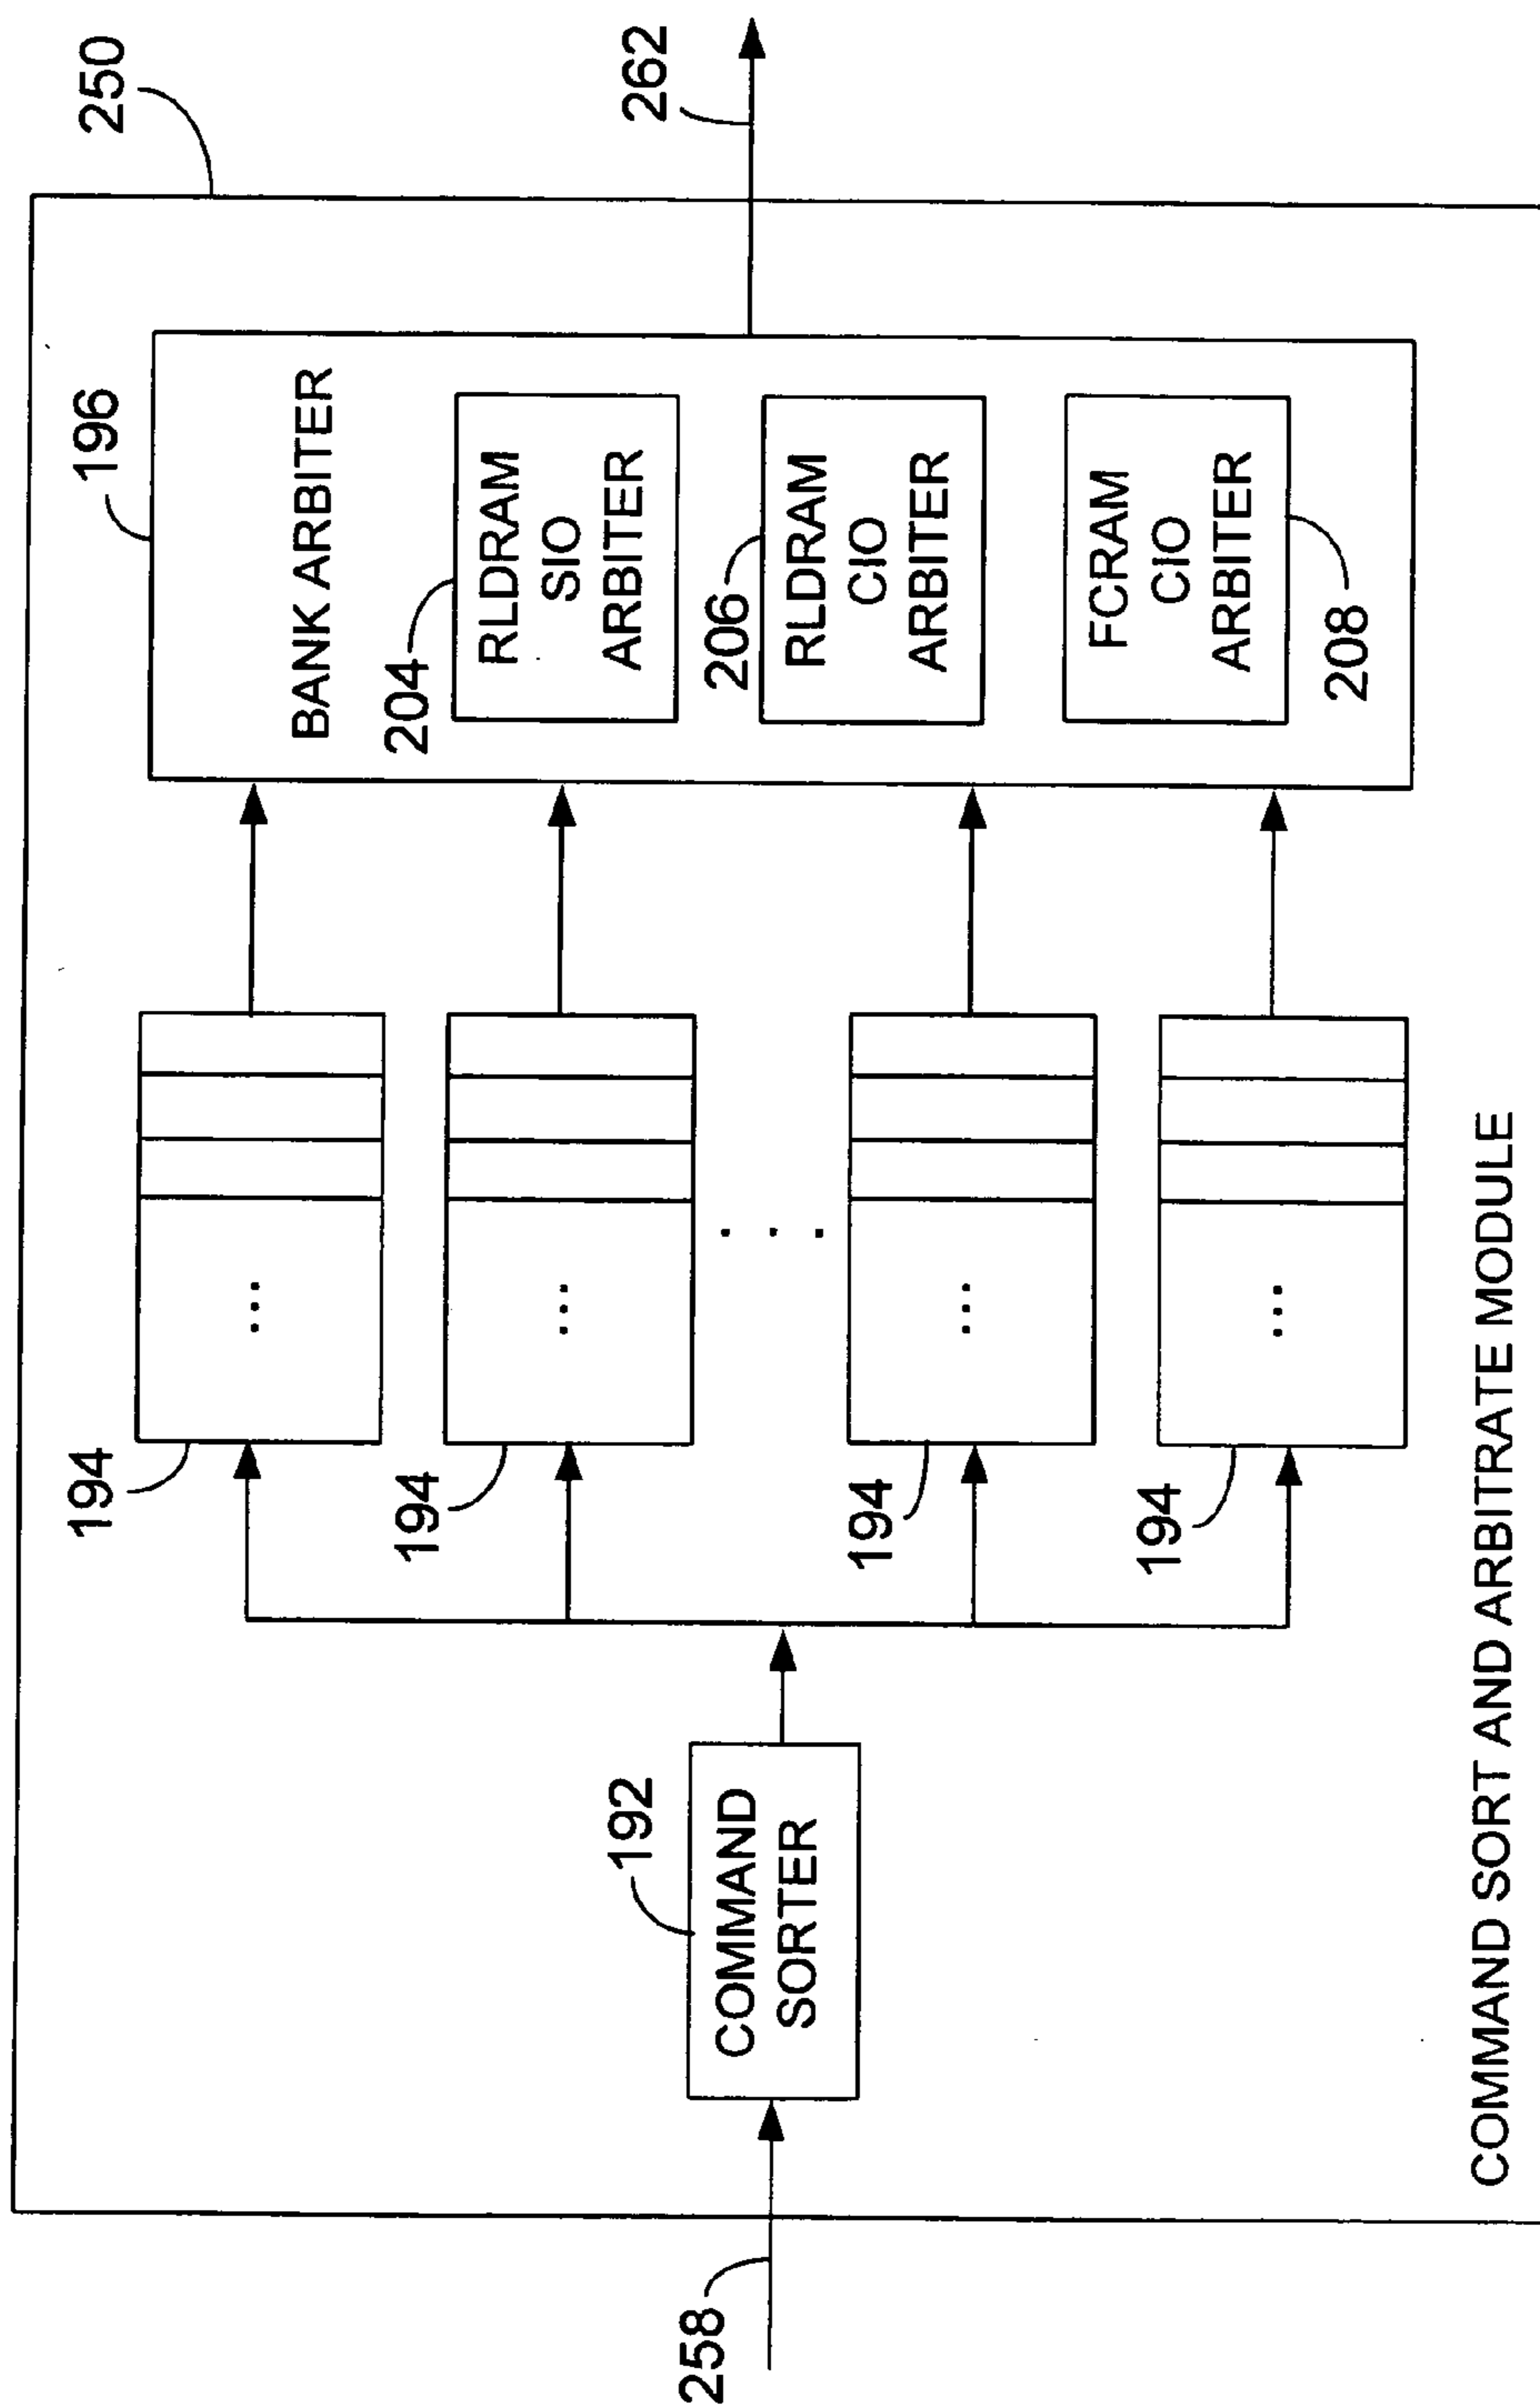 250
262
196
BANK ARBITER
204
RLDRAM
SIO
ARBITER
206
RLDRAM
CIO
ARBITER
FCRAM
CIO
ARBITER
208
194
...
194
...
. . .
194
...
194
...
192
COMMAND
SORTER
258
COMMAND SORT AND ARBITRATE MODULE